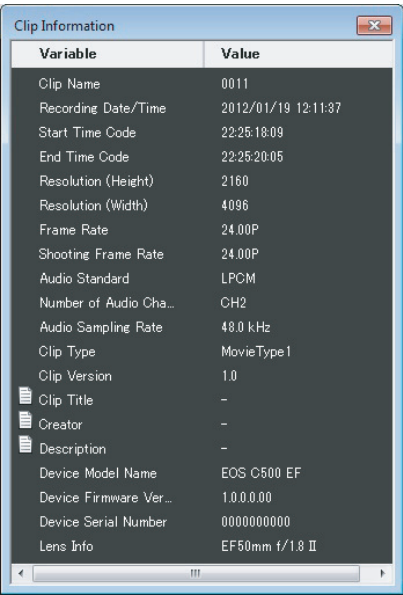 Clip Information
Variable Value
Clip Name 0011
Recording Date/Time 2012/01/19 12:11:37
Start Time Code 22:25:18:09
End Time Code 22:25:20:05
Resolution (Height) 2160
Resolution (Width) 4096
Frame Rate 24.00P
Shooting Frame Rate 24.00P
Audio Standard LPCM
Number of Audio Cha... CH2
Audio Sampling Rate 48.0 kHz
Clip Type MovieType1
Clip Version 1.0
Clip Title –
Creator –
Description –
Device Model Name EOS C500 EF
Device Firmware Ver... 1.0.0.0.00
Device Serial Number 0000000000
Lens Info EF50mm f/1.8 II